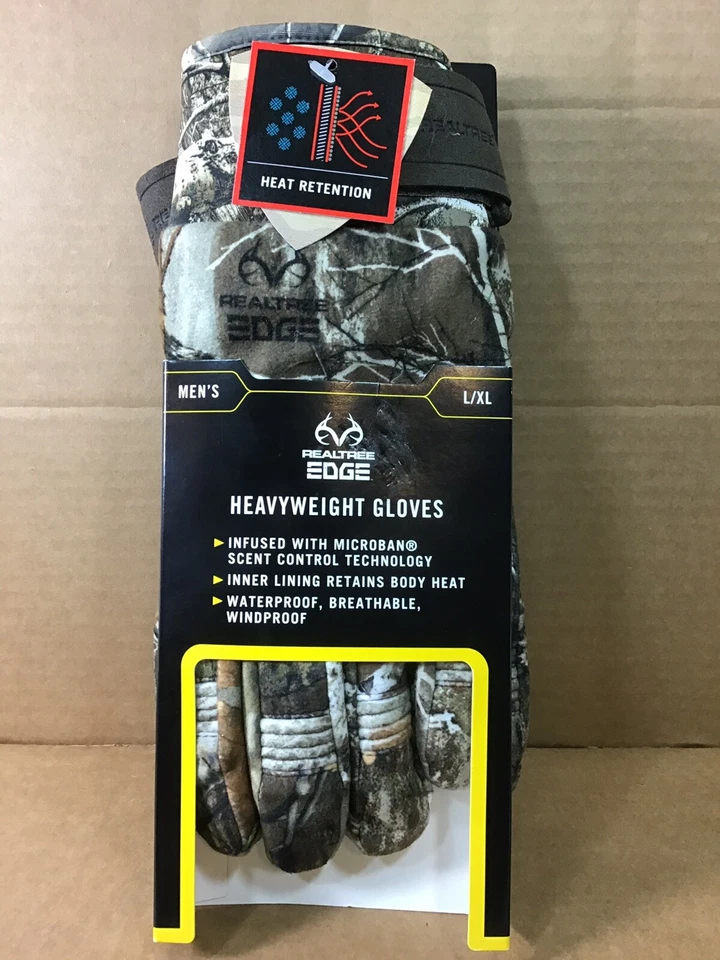 HEAT RETENTION
REALTREE
REALTREE
EDGE
MEN'S
L/XL
REALTREE
EDGE
HEAVYWEIGHT GLOVES
INFUSED WITH MICROBAN®
SCENT CONTROL TECHNOLOGY
INNER LINING RETAINS BODY HEAT
WATERPROOF, BREATHABLE,
WINDPROOF